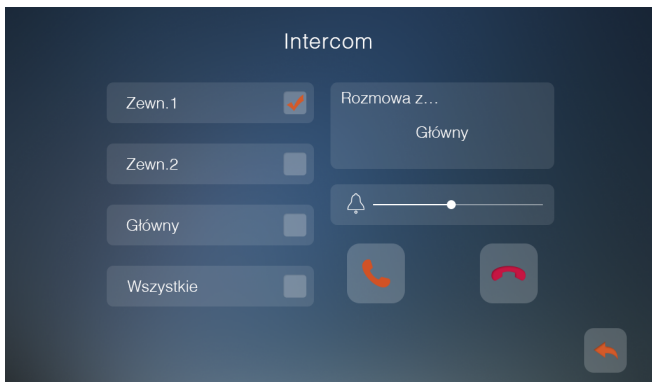 Intercom
Zewn.1
Zewn.2
Główny
Wszystkie
Rozmowa z...
Główny